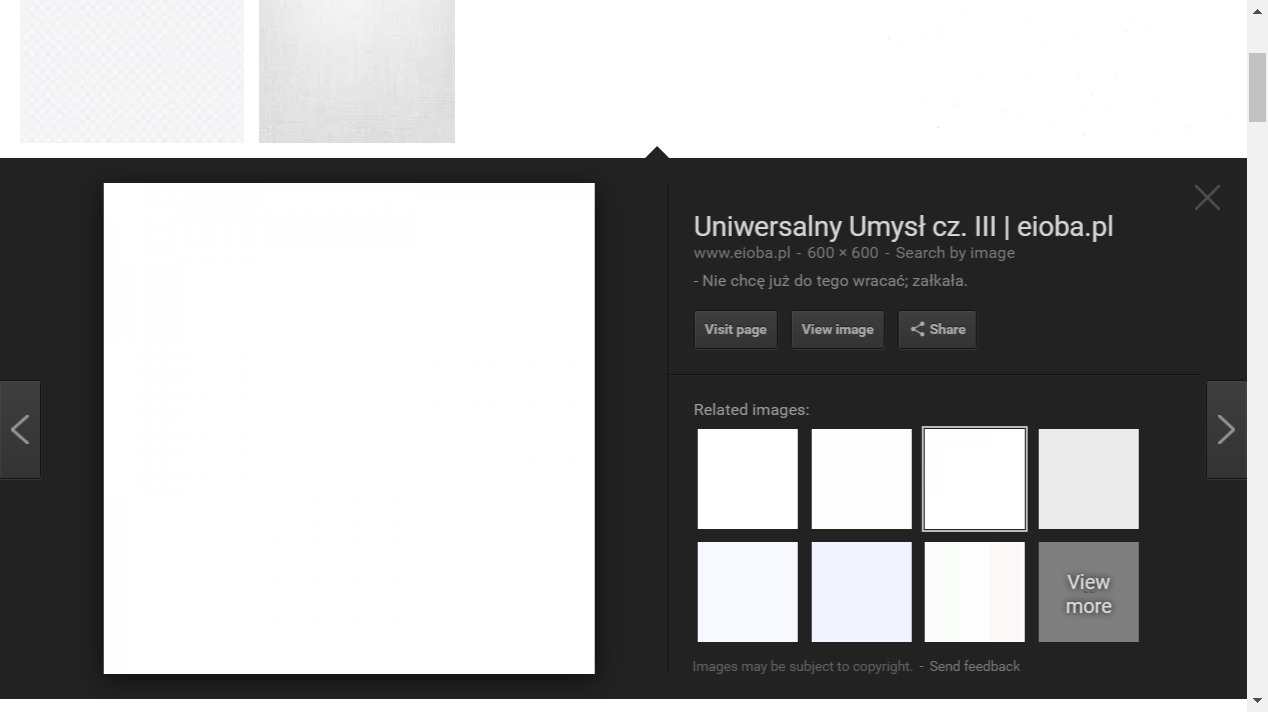 Uniwersalny Umysł cz. III | eioba.pl
www.eioba.pl - 600 × 600 - Search by image
- Nie chcę już do tego wracać; załkała.
Visit page View image Share
Related images:
View
more
Images may be subject to copyright. - Send feedback